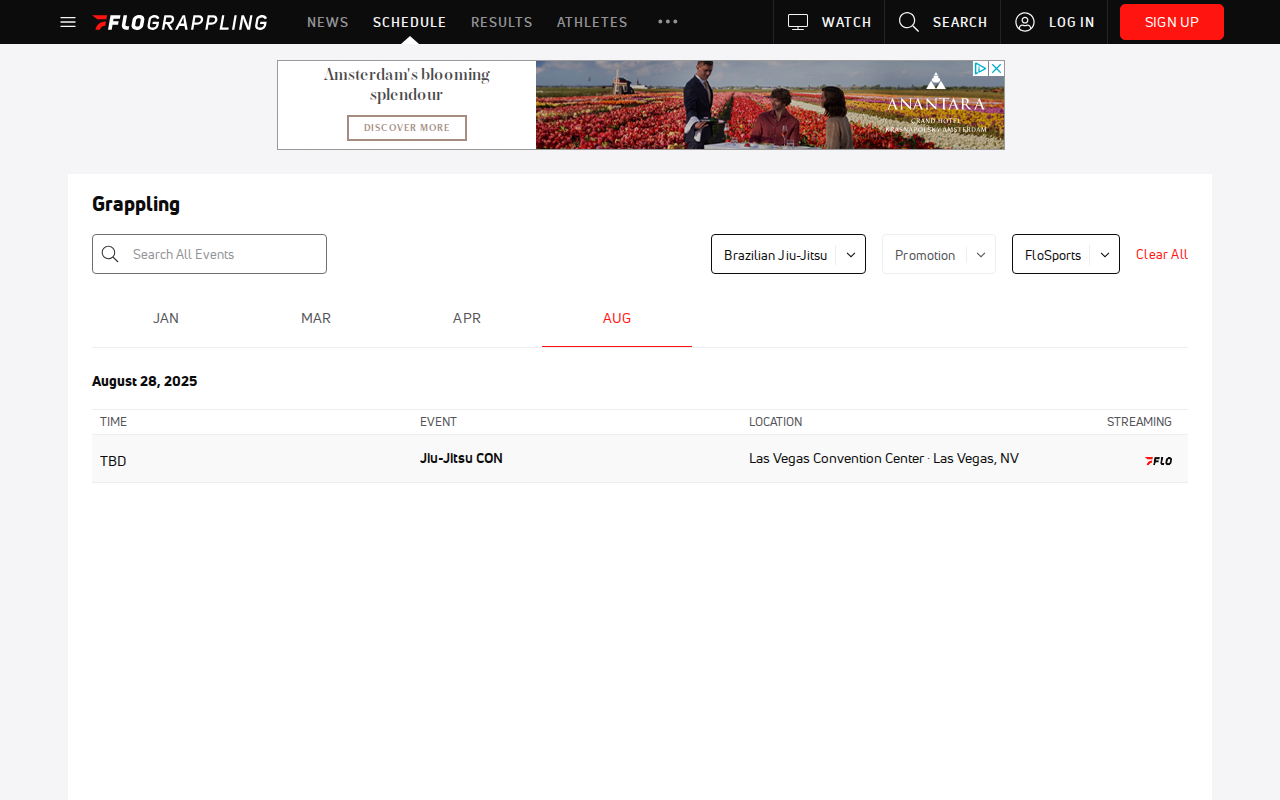 FLOGRAPPLING
NEWS
SCHEDULE
RESULTS
ATHLETES
WATCH
SEARCH
LOG IN
SIGN UP
Amsterdam's blooming
splendour
DISCOVER MORE
ANANTARA
GRAND HOTEL
KRASNAPOLSKY AMSTERDAM
Grappling
Search All Events
Brazilian Jiu-Jitsu
Promotion
FloSports
Clear All
JAN
MAR
APR
AUG
August 28, 2025
TIME
EVENT
LOCATION
STREAMING
TBD
Jiu-Jitsu CON
Las Vegas Convention Center · Las Vegas, NV
FLO